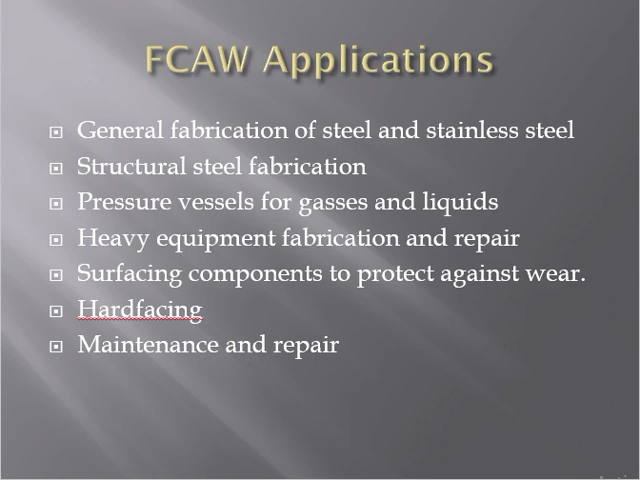 FCAW Applications
General fabrication of steel and stainless steel
Structural steel fabrication
Pressure vessels for gasses and liquids
Heavy equipment fabrication and repair
Surfacing components to protect against wear.
Hardfacing
Maintenance and repair